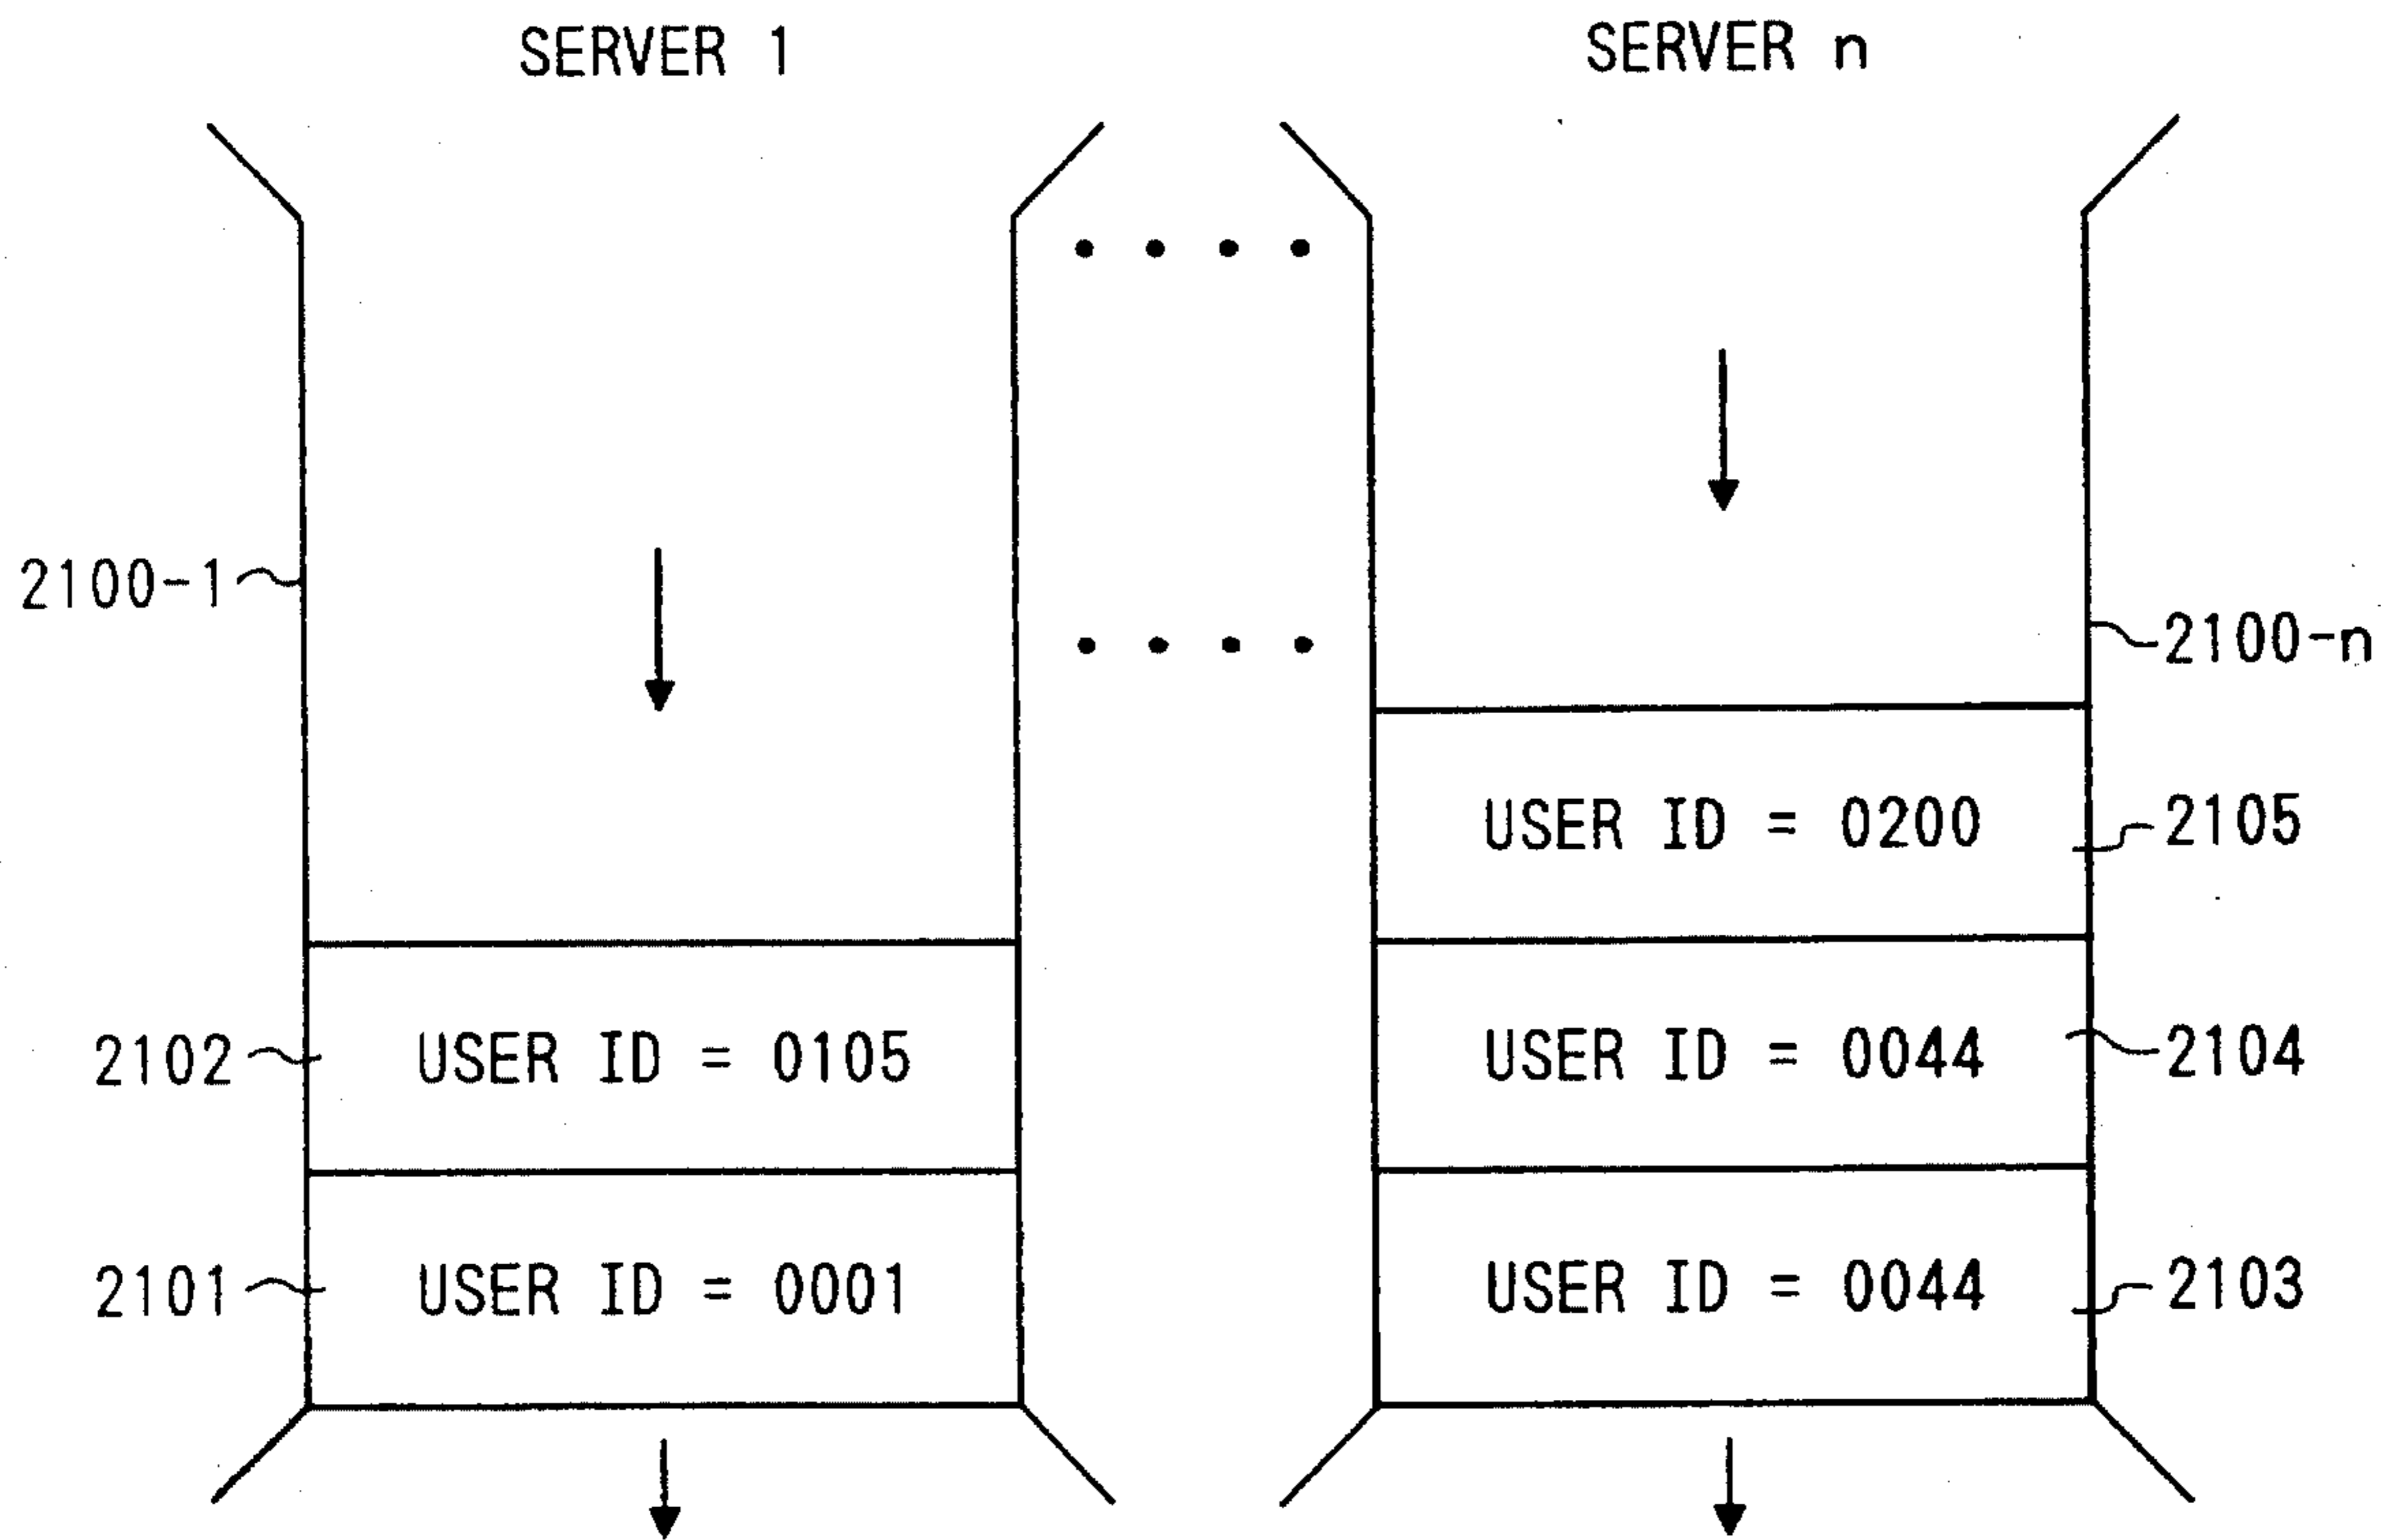 SERVER 1
SERVER n
2100-1
2100-n
USER ID = 0200
2105
2102
USER ID = 0105
USER ID = 0044
2104
2101
USER ID = 0001
USER ID = 0044
2103